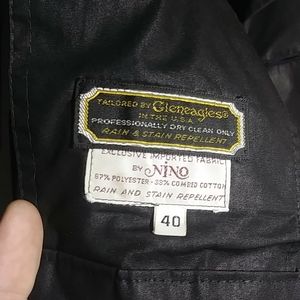 TAILORED BY Gleneagles®
IN THE U.S.A.
PROFESSIONALLY DRY CLEAN ONLY
RAIN & STAIN REPELLENT
EXCLUSIVE IMPORTED FABRIC
BY NINO
67% POLYESTER - 33% COMBED COTTON
RAIN AND STAIN REPELLENT
40